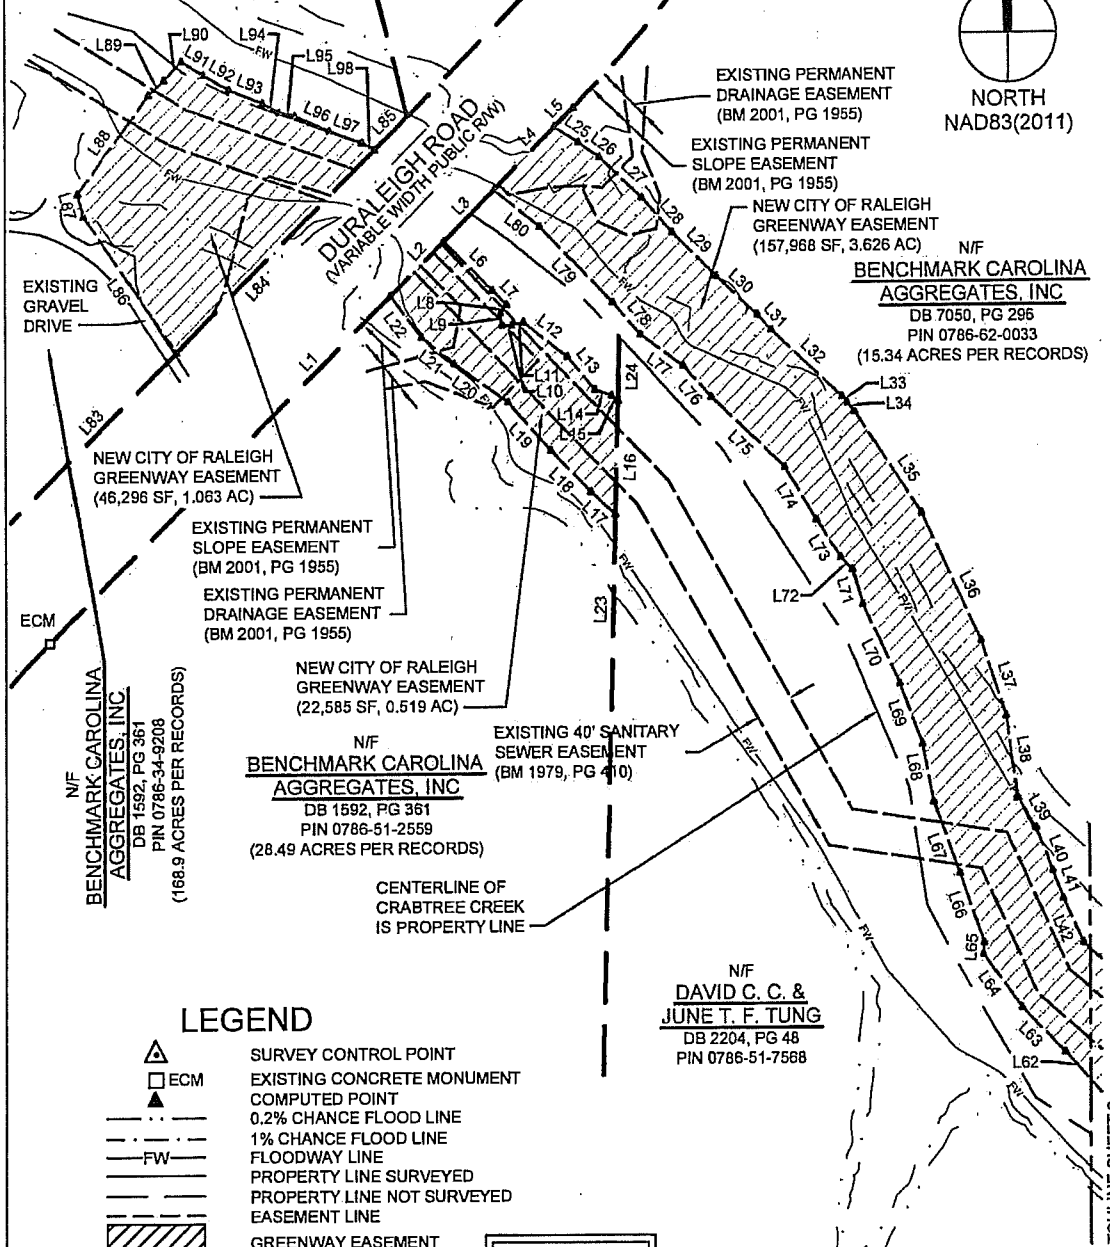 NORTH
NAD83(2011)
EXISTING PERMANENT
DRAINAGE EASEMENT
(BM 2001, PG 1955)
EXISTING PERMANENT
SLOPE EASEMENT
(BM 2001, PG 1955)
NEW CITY OF RALEIGH
GREENWAY EASEMENT
(157,968 SF, 3.626 AC)
N/F
BENCHMARK CAROLINA
AGGREGATES, INC
DB 7050, PG 296
PIN 0786-62-0033
(15.34 ACRES PER RECORDS)
DURALEIGH ROAD
(VARIABLE WIDTH PUBLIC R/W)
L89
L90
L91
L92
L93
L94
L95
L98
L96
L97
L85
L88
L87
L86
L84
L83
L1
L2
L3
L4
L5
L25
L26
L27
L28
L29
L30
L31
L32
L33
L34
L35
L36
L37
L38
L39
L40
L41
L42
L80
L79
L78
L77
L76
L75
L74
L73
L72
L71
L70
L69
L68
L67
L66
L65
L64
L63
L62
L6
L7
L8
L9
L12
L13
L11
L10
L14
L15
L24
L16
L22
L21
L20
L19
L18
L17
L23
FW
FW
FW
FW
FW
FW
FW
FW
FW
FW
EXISTING
GRAVEL
DRIVE
NEW CITY OF RALEIGH
GREENWAY EASEMENT
(46,296 SF, 1.063 AC)
EXISTING PERMANENT
SLOPE EASEMENT
(BM 2001, PG 1955)
EXISTING PERMANENT
DRAINAGE EASEMENT
(BM 2001, PG 1955)
ECM
NEW CITY OF RALEIGH
GREENWAY EASEMENT
(22,585 SF, 0.519 AC)
N/F
BENCHMARK CAROLINA
AGGREGATES, INC
DB 1592, PG 361
PIN 0786-34-9208
(168.9 ACRES PER RECORDS)
N/F
BENCHMARK CAROLINA
AGGREGATES, INC
DB 1592, PG 361
PIN 0786-51-2559
(28.49 ACRES PER RECORDS)
EXISTING 40' SANITARY
SEWER EASEMENT
(BM 1979, PG 410)
CENTERLINE OF
CRABTREE CREEK
IS PROPERTY LINE
N/F
DAVID C. C. &
JUNE T. F. TUNG
DB 2204, PG 48
PIN 0786-51-7568
LEGEND
SURVEY CONTROL POINT
ECM EXISTING CONCRETE MONUMENT
COMPUTED POINT
0.2% CHANCE FLOOD LINE
1% CHANCE FLOOD LINE
FW FLOODWAY LINE
PROPERTY LINE SURVEYED
PROPERTY LINE NOT SURVEYED
EASEMENT LINE
GREENWAY EASEMENT